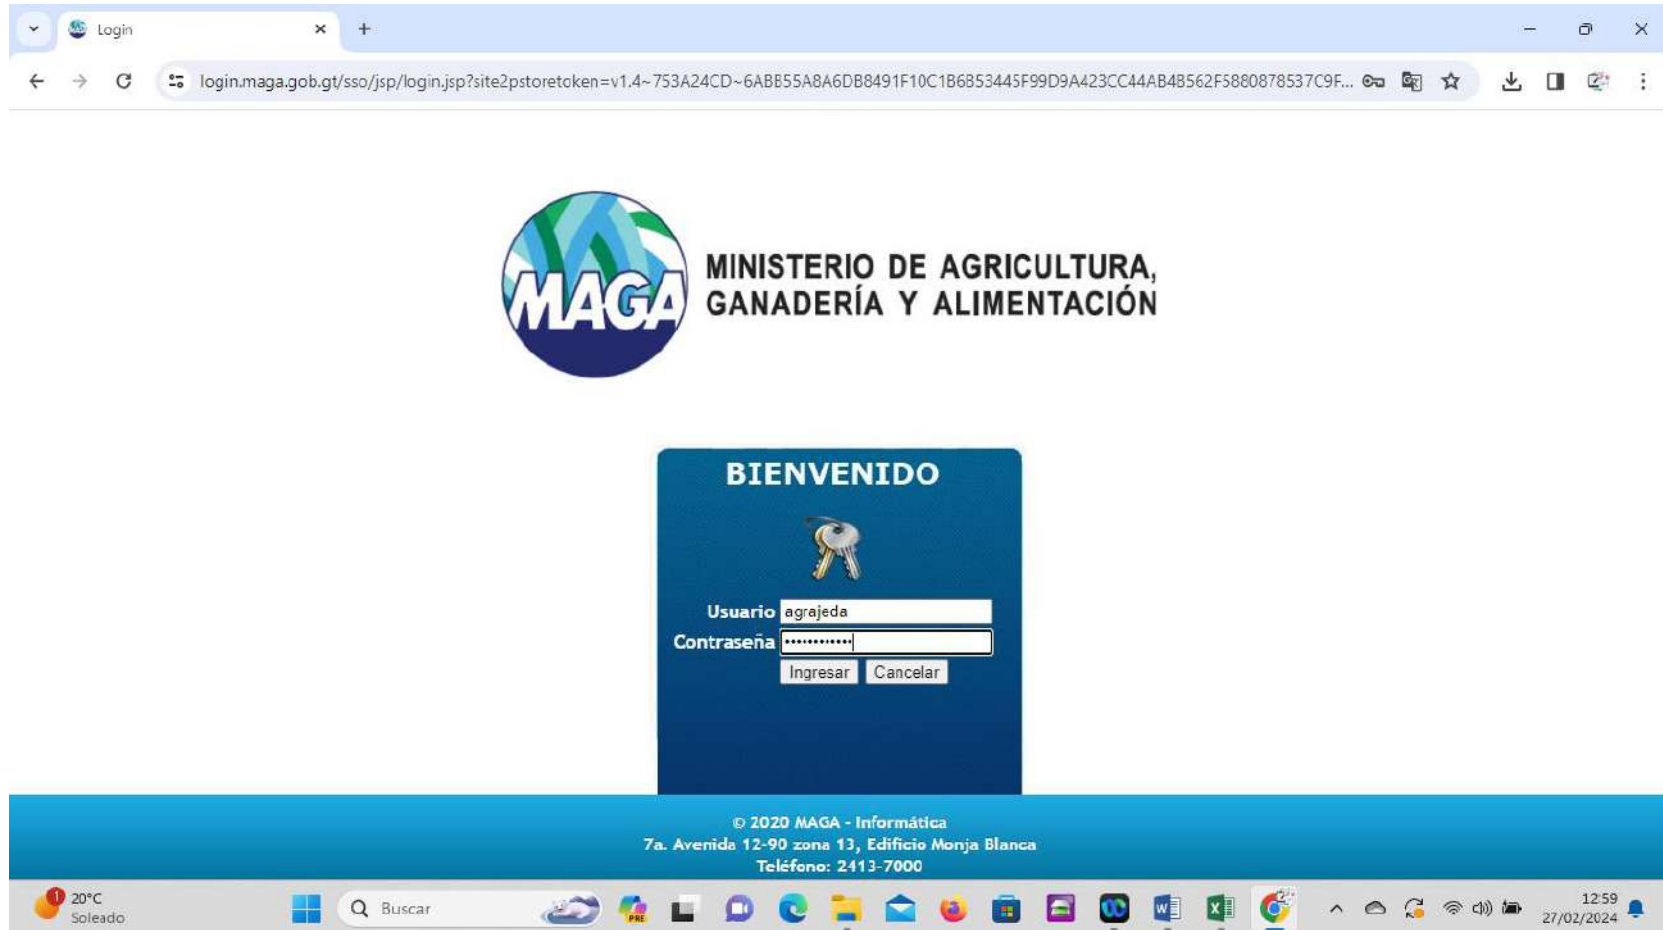 Login
login.maga.gob.gt/sso/jsp/login.jsp?site2pstoretoken=v1.4~753A24CD~6ABB55A8A6DB8491F10C1B6B53445F99D9A423CC44AB4B562F5880878537C9F...
MAGA
MINISTERIO DE AGRICULTURA,
GANADERÍA Y ALIMENTACIÓN
BIENVENIDO
Usuario agrajeda
Contraseña ••••••••••••
Ingresar Cancelar
© 2020 MAGA - Informática
7a. Avenida 12-90 zona 13, Edificio Monja Blanca
Teléfono: 2413-7000
1
20°C
Soleado
Buscar
PRE
12:59
27/02/2024